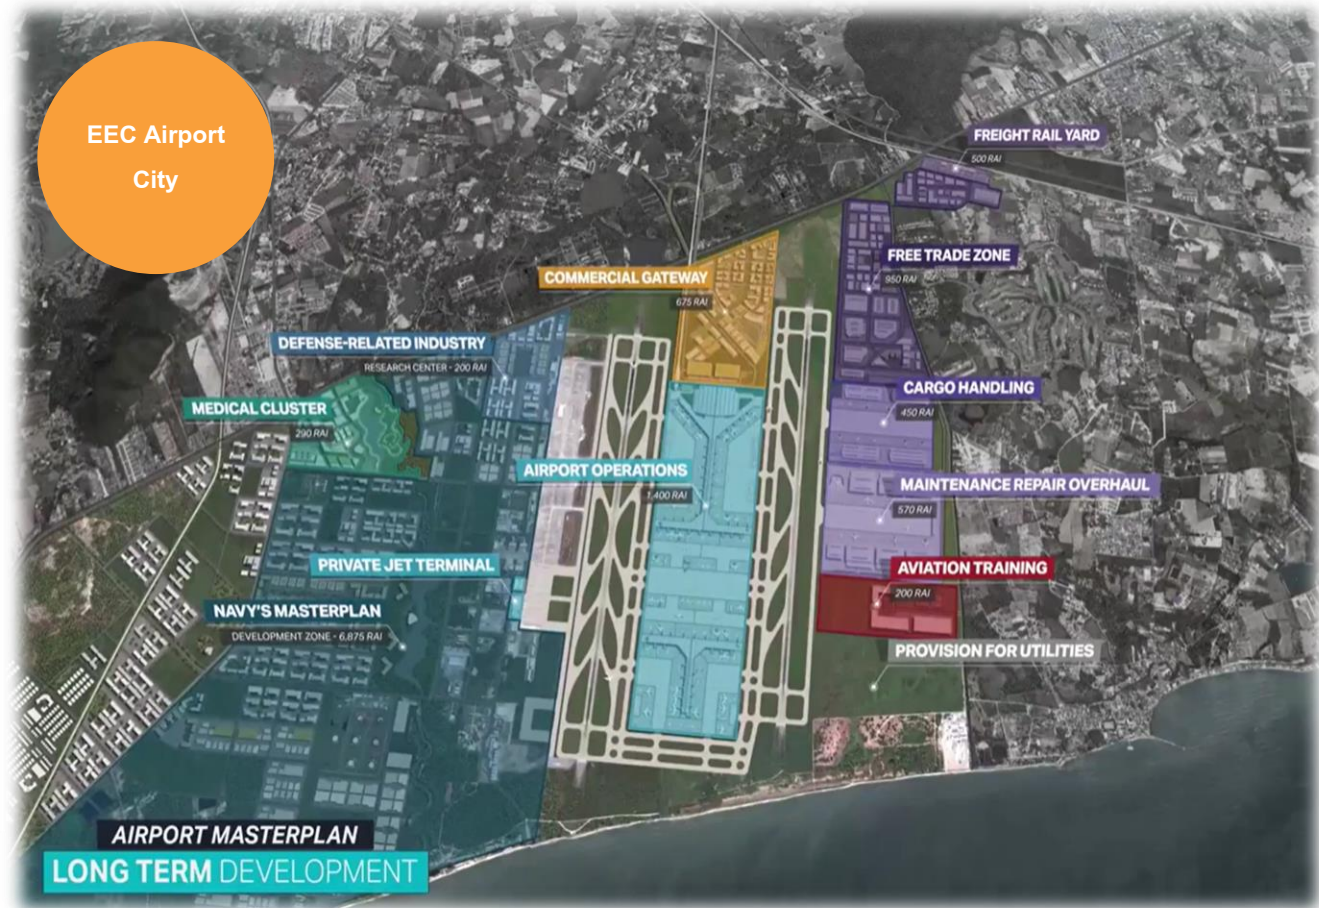 EEC Airport
City
FREIGHT RAIL YARD
500 RAI
FREE TRADE ZONE
950 RAI
COMMERCIAL GATEWAY
675 RAI
DEFENSE-RELATED INDUSTRY
RESEARCH CENTER - 200 RAI
CARGO HANDLING
450 RAI
MEDICAL CLUSTER
290 RAI
AIRPORT OPERATIONS
1,400 RAI
MAINTENANCE REPAIR OVERHAUL
570 RAI
PRIVATE JET TERMINAL
AVIATION TRAINING
200 RAI
NAVY'S MASTERPLAN
DEVELOPMENT ZONE - 6,875 RAI
PROVISION FOR UTILITIES
AIRPORT MASTERPLAN
LONG TERM DEVELOPMENT